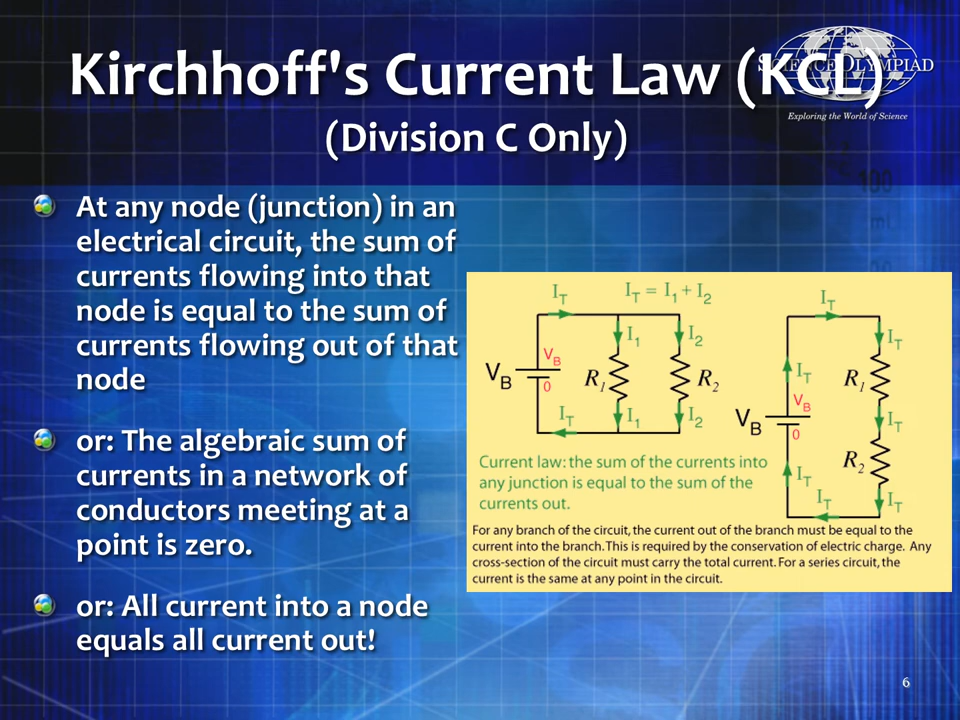 Kirchhoff's Current Law (KCL)
(Division C Only)
SCIENCE OLYMPIAD
Exploring the World of Science
100
At any node (junction) in an
electrical circuit, the sum of
currents flowing into that
node is equal to the sum of
currents flowing out of that
node
or: The algebraic sum of
currents in a network of
conductors meeting at a
point is zero.
or: All current into a node
equals all current out!
I_T
I_T = I_1 + I_2
I_1
I_2
V_B
V_B
0
R_1
R_2
I_T
I_1
I_2
I_T
I_T
I_T
V_B
V_B
0
R_1
I_T
R_2
I_T
I_T
I_T
Current law: the sum of the currents into
any junction is equal to the sum of the
currents out.
For any branch of the circuit, the current out of the branch must be equal to the
current into the branch. This is required by the conservation of electric charge. Any
cross-section of the circuit must carry the total current. For a series circuit, the
current is the same at any point in the circuit.
6